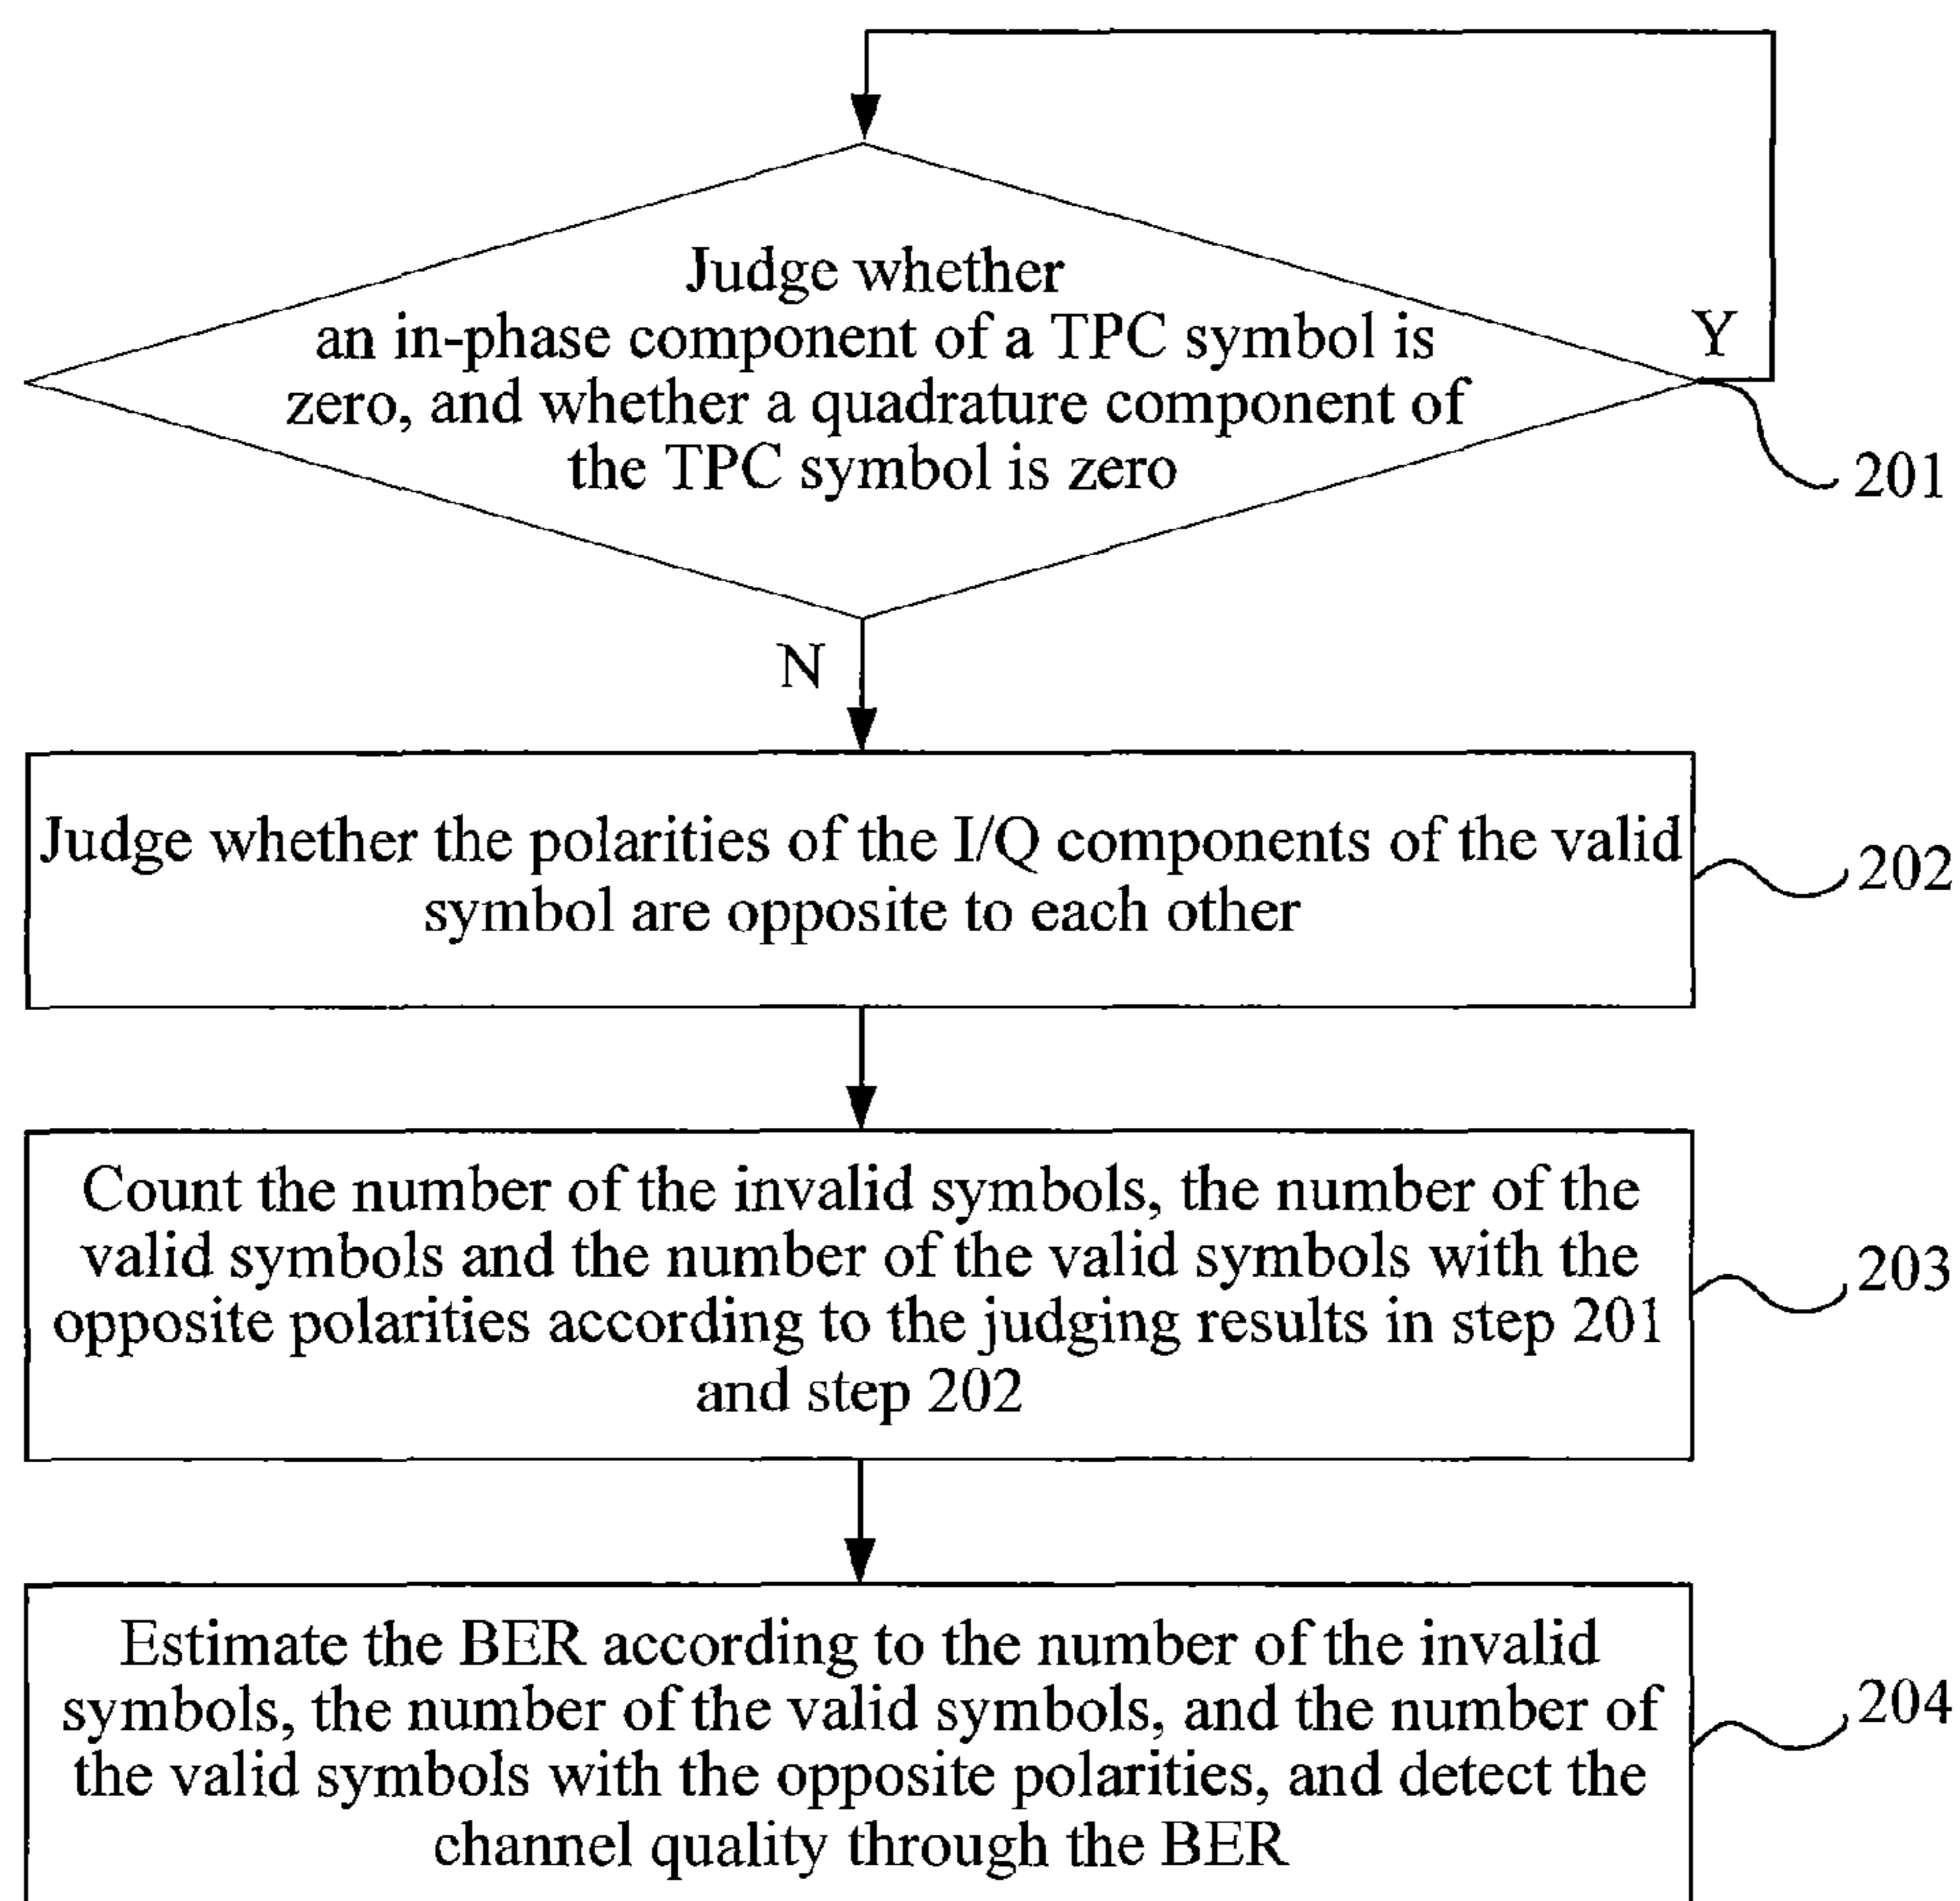 Judge whether
an in-phase component of a TPC symbol is
zero, and whether a quadrature component of
the TPC symbol is zero
Y
201
N
Judge whether the polarities of the I/Q components of the valid
symbol are opposite to each other
202
Count the number of the invalid symbols, the number of the
valid symbols and the number of the valid symbols with the
opposite polarities according to the judging results in step 201
and step 202
203
Estimate the BER according to the number of the invalid
symbols, the number of the valid symbols, and the number of
the valid symbols with the opposite polarities, and detect the
channel quality through the BER
204